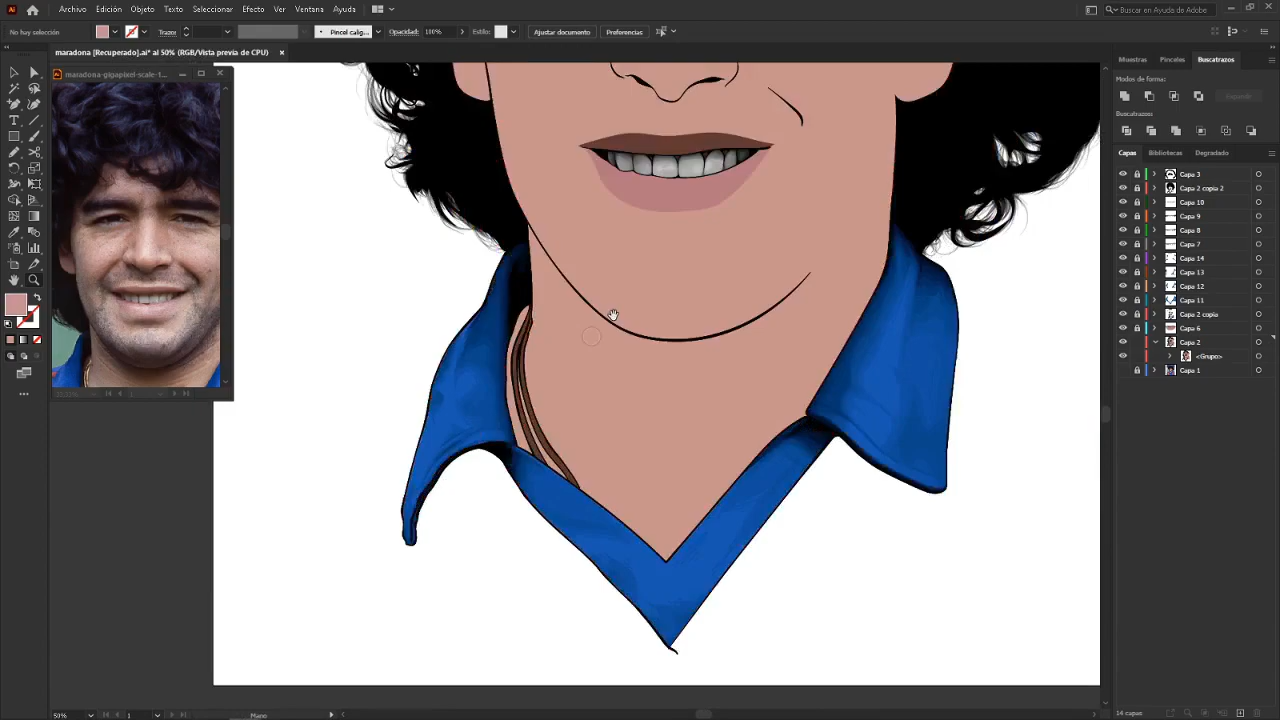 Archivo Edición Objeto Texto Seleccionar Efecto Ver Ventana Ayuda
Buscar en Ayuda de Adobe
No hay selección
Trazo:
Pincel calig...
Opacidad: 100%
Estilo:
Ajustar documento
Preferencias
maradona [Recuperado].ai* al 50% (RGB/Vista previa de CPU)
maradona-gigapixel-scale-1...
Muestras Pinceles Buscatrazos
Modos de forma:
Expandir
Buscatrazos:
Capas Bibliotecas Degradado
Capa 3
Capa 2 copia 2
Capa 10
Capa 9
Capa 8
Capa 7
Capa 14
Capa 13
Capa 12
Capa 11
Capa 2 copia
Capa 6
Capa 2
<Grupo>
Capa 1
50%
1
Mano
14 capas